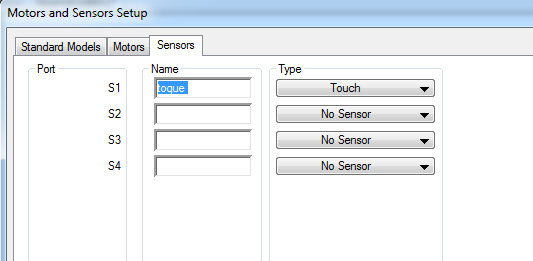 Motors and Sensors Setup
Standard Models Motors Sensors
Port Name Type
S1 toque Touch
S2 No Sensor
S3 No Sensor
S4 No Sensor